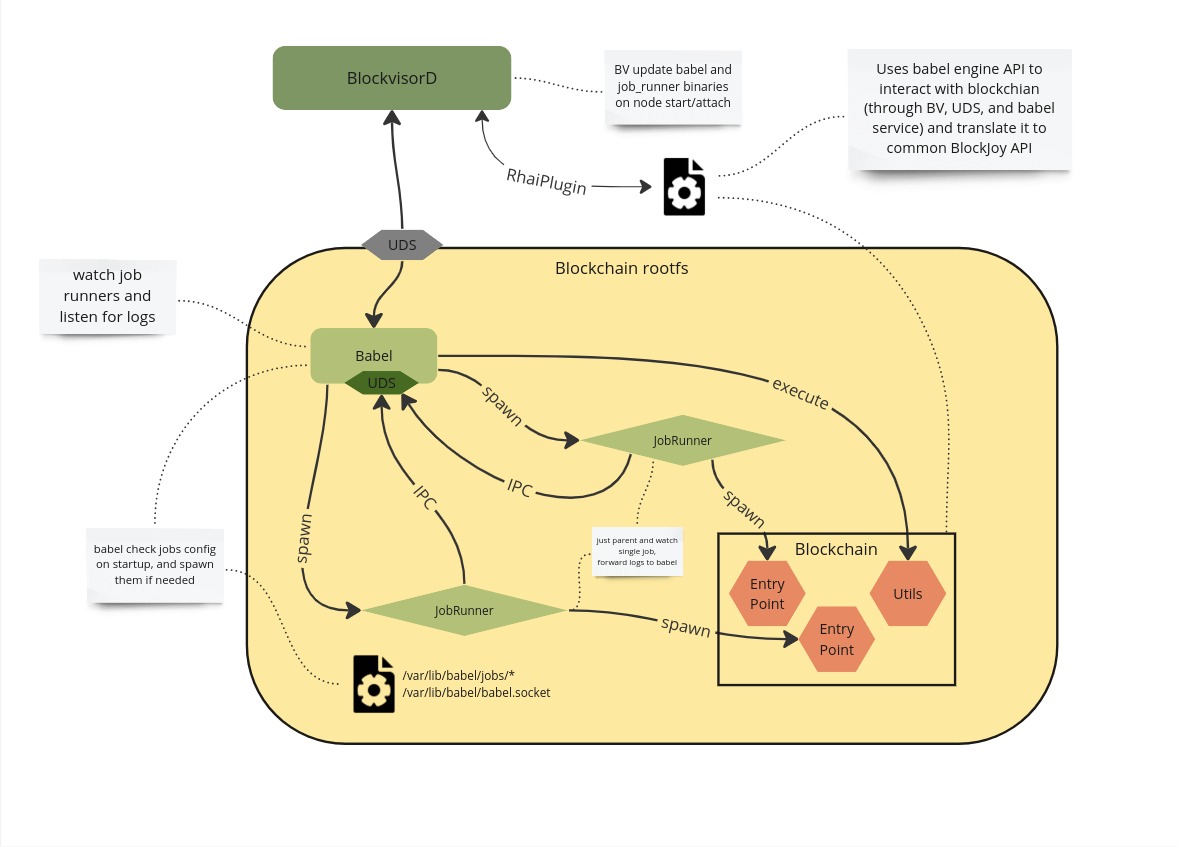 BlockvisorD
BV update babel and
job_runner binaries
on node start/attach
Uses babel engine API to
interact with blockchian
(through BV, UDS, and babel
service) and translate it to
common BlockJoy API
RhaiPlugin
UDS
Blockchain rootfs
watch job
runners and
listen for logs
Babel
UDS
spawn
execute
JobRunner
IPC
IPC
spawn
spawn
just parent and watch
single job,
forward logs to babel
babel check jobs config
on startup, and spawn
them if needed
Blockchain
Entry
Point
Utils
Entry
Point
JobRunner
spawn
/var/lib/babel/jobs/*
/var/lib/babel/babel.socket